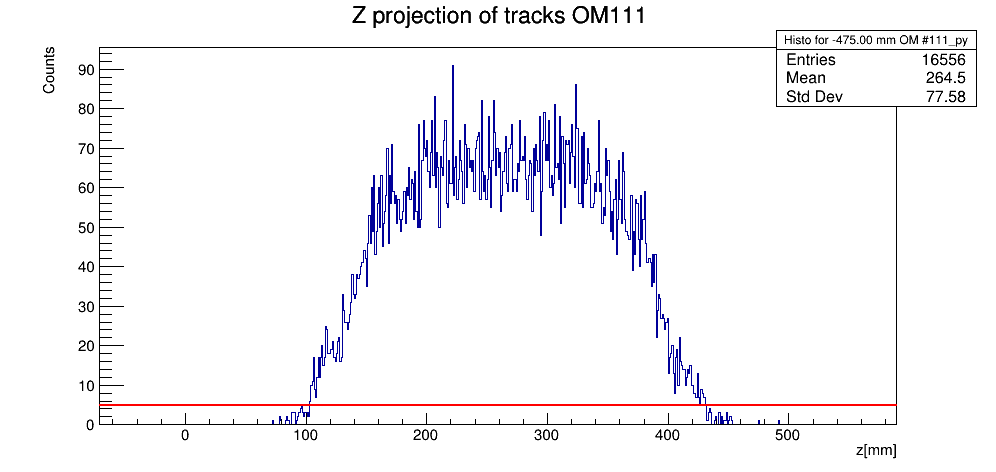 Z projection of tracks OM111
Histo for -475.00 mm OM #111_py
Entries 16556
Mean 264.5
Std Dev 77.58
Counts
90
80
70
60
50
40
30
20
10
0
0 100 200 300 400 500
z[mm]